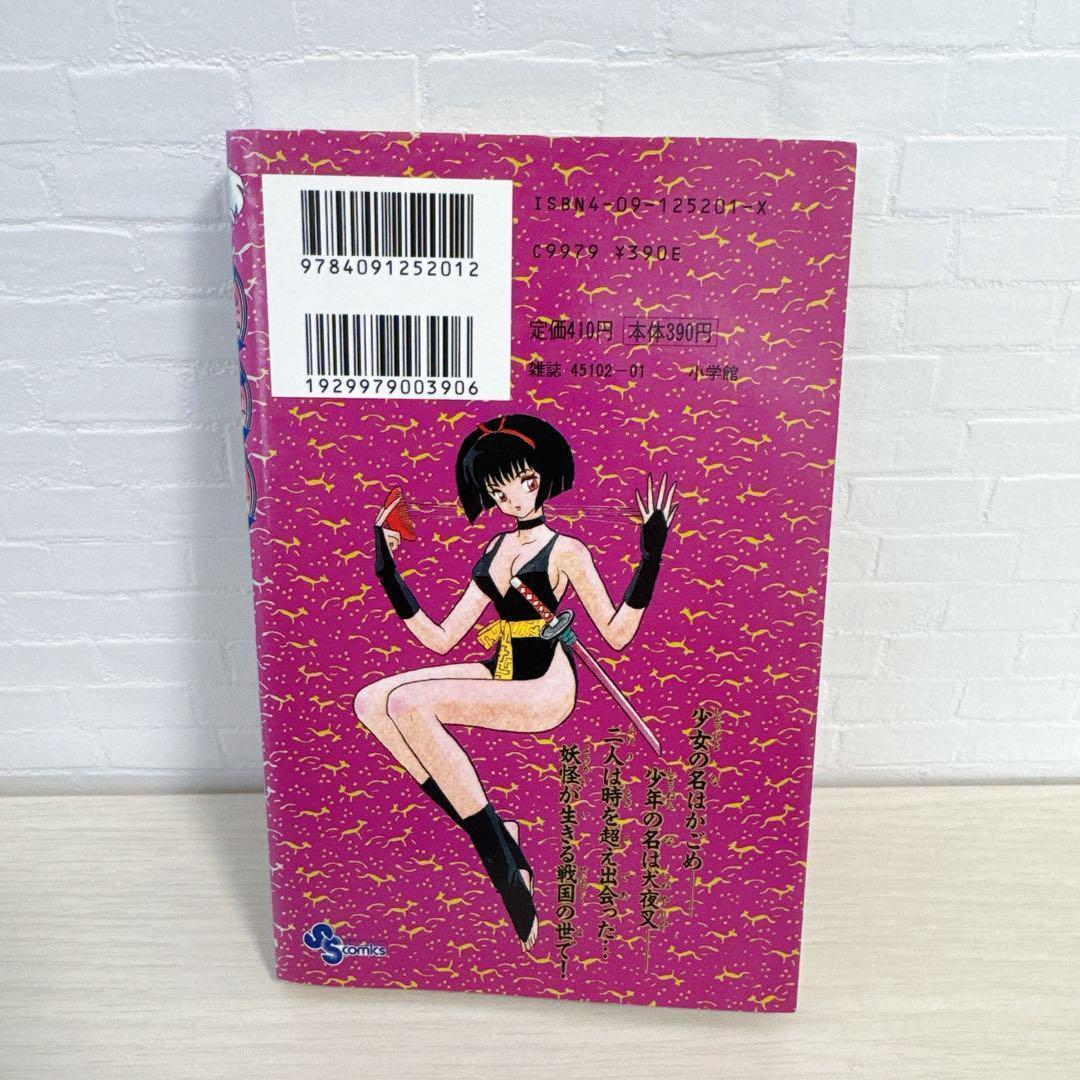 9784091252012
1929979003906
ISBN4-09-125201-X
C9979 ¥390E
定価410円 本体390円
雑誌 45102-01 小学館
少女の名はかごめ——
少年の名は犬夜叉——
二人は時を超え出会った…
妖怪が生きる戦国の世で!
SS comics